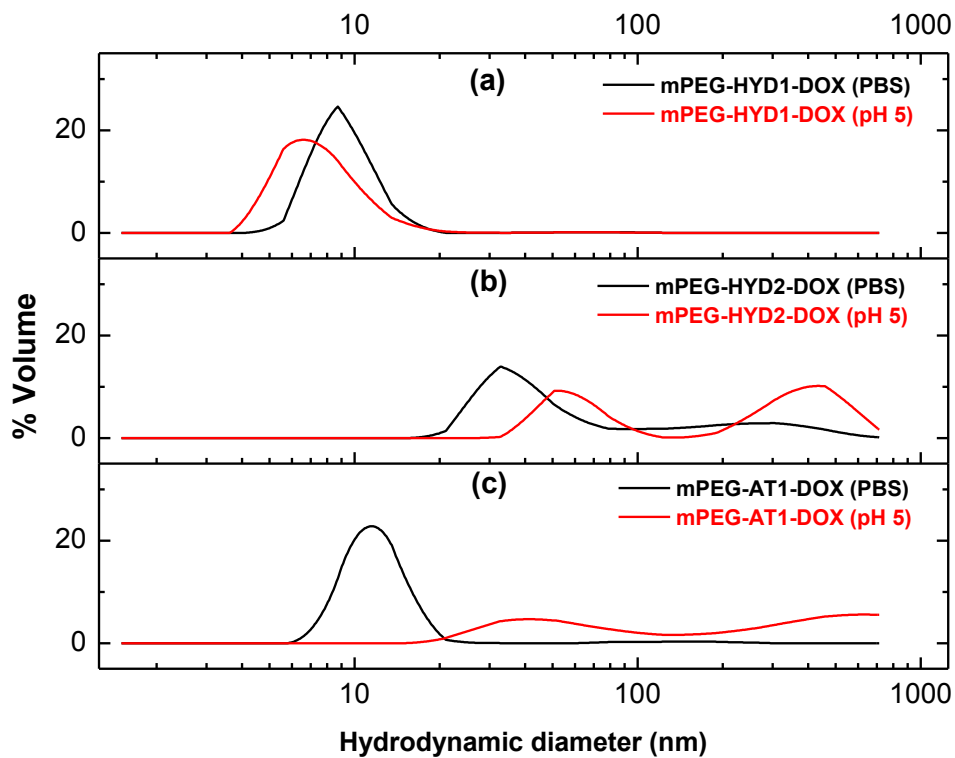 10 100 1000
(a)
mPEG-HYD1-DOX (PBS)
mPEG-HYD1-DOX (pH 5)
20
0
(b)
mPEG-HYD2-DOX (PBS)
mPEG-HYD2-DOX (pH 5)
20
0
% Volume
(c)
mPEG-AT1-DOX (PBS)
mPEG-AT1-DOX (pH 5)
20
0
10 100 1000
Hydrodynamic diameter (nm)